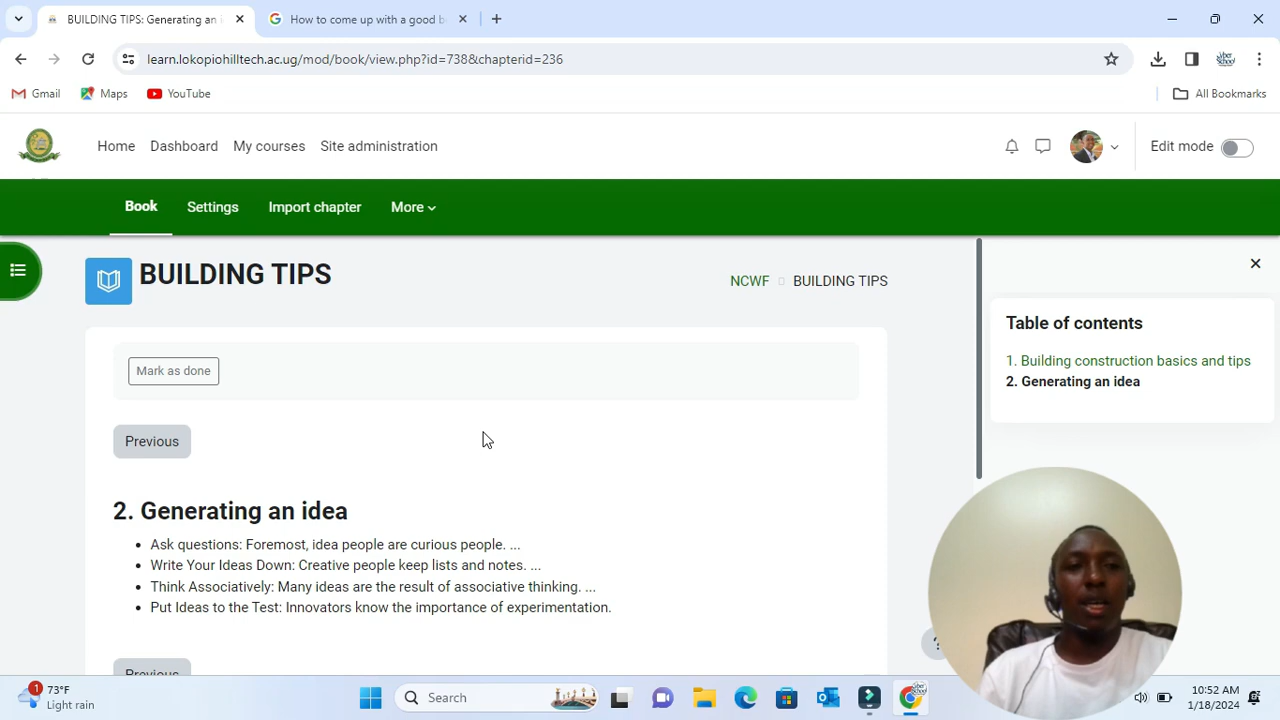 BUILDING TIPS: Generating an i
How to come up with a good b
learn.lokopiohilltech.ac.ug/mod/book/view.php?id=738&chapterid=236
Gmail
Maps
YouTube
All Bookmarks
Home
Dashboard
My courses
Site administration
Edit mode
Book
Settings
Import chapter
More
BUILDING TIPS
NCWF
BUILDING TIPS
Mark as done
Previous
2. Generating an idea
• Ask questions: Foremost, idea people are curious people. ...
• Write Your Ideas Down: Creative people keep lists and notes. ...
• Think Associatively: Many ideas are the result of associative thinking. ...
• Put Ideas to the Test: Innovators know the importance of experimentation.
Previous
Table of contents
1. Building construction basics and tips
2. Generating an idea
?
1
73°F
Light rain
Search
10:52 AM
1/18/2024